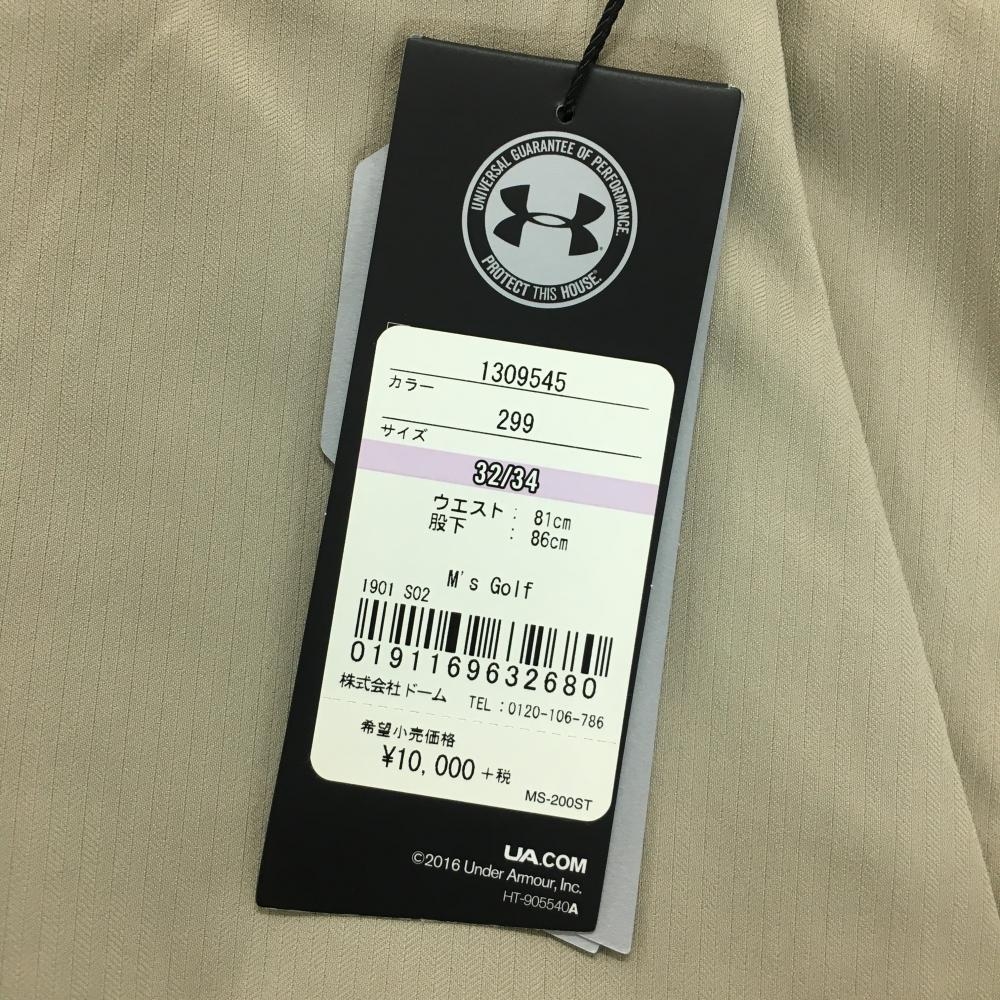 UNIVERSAL GUARANTEE OF PERFORMANCE.
PROTECT THIS HOUSE.®
1309545
カラー
299
サイズ
32/34
ウエスト : 81cm
股下 : 86cm
M's Golf
I901 S02
0191169632680
株式会社ドーム TEL:0120-106-786
希望小売価格
¥10,000+税
MS-200ST
UA.COM
©2016 Under Armour, Inc.
HT-905540A